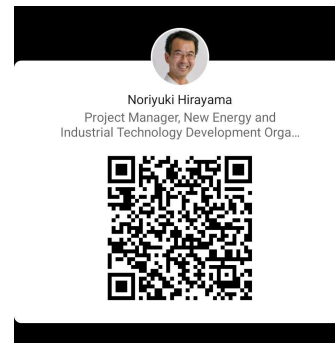 Noriyuki Hirayama
Project Manager, New Energy and
Industrial Technology Development Orga...